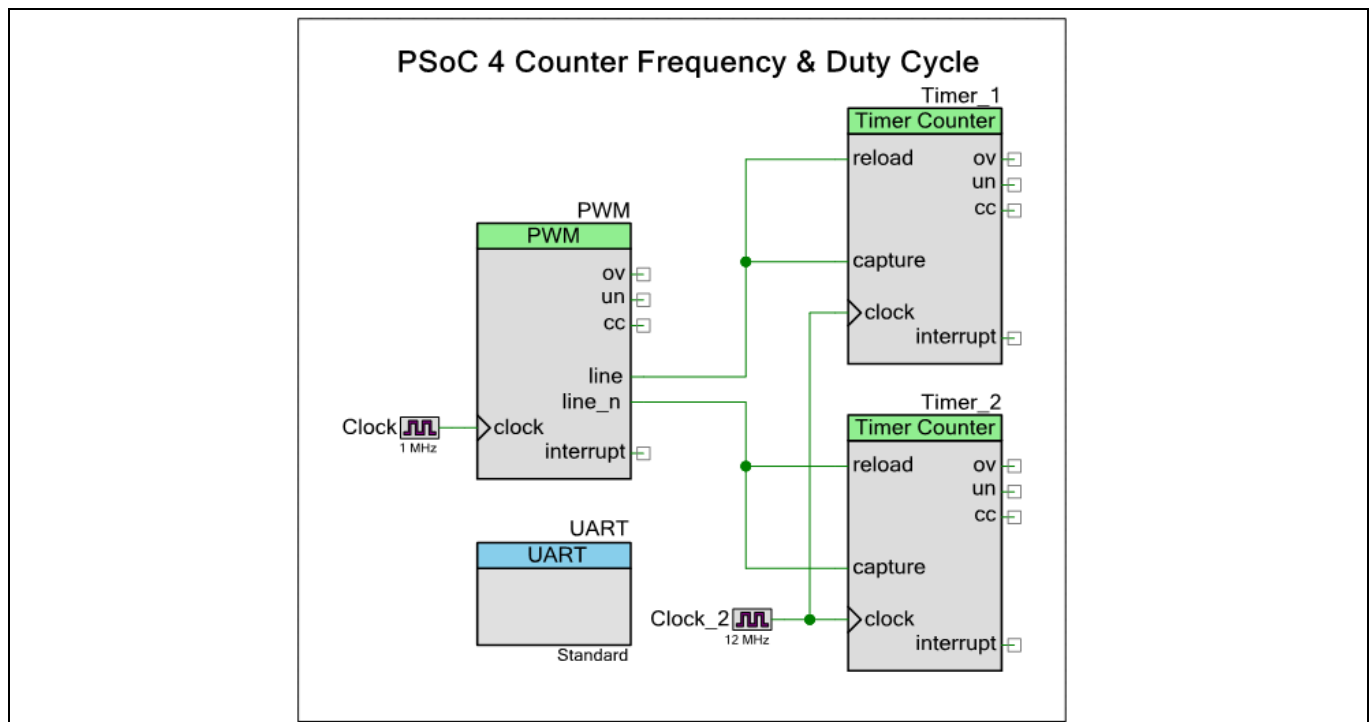 PSoC 4 Counter Frequency & Duty Cycle
Timer_1
Timer Counter
reload
ov
un
cc
capture
clock
interrupt
PWM
PWM
ov
un
cc
line
line_n
Clock
1 MHz
clock
interrupt
Timer_2
Timer Counter
reload
ov
un
cc
capture
clock
interrupt
UART
UART
Standard
Clock_2
12 MHz